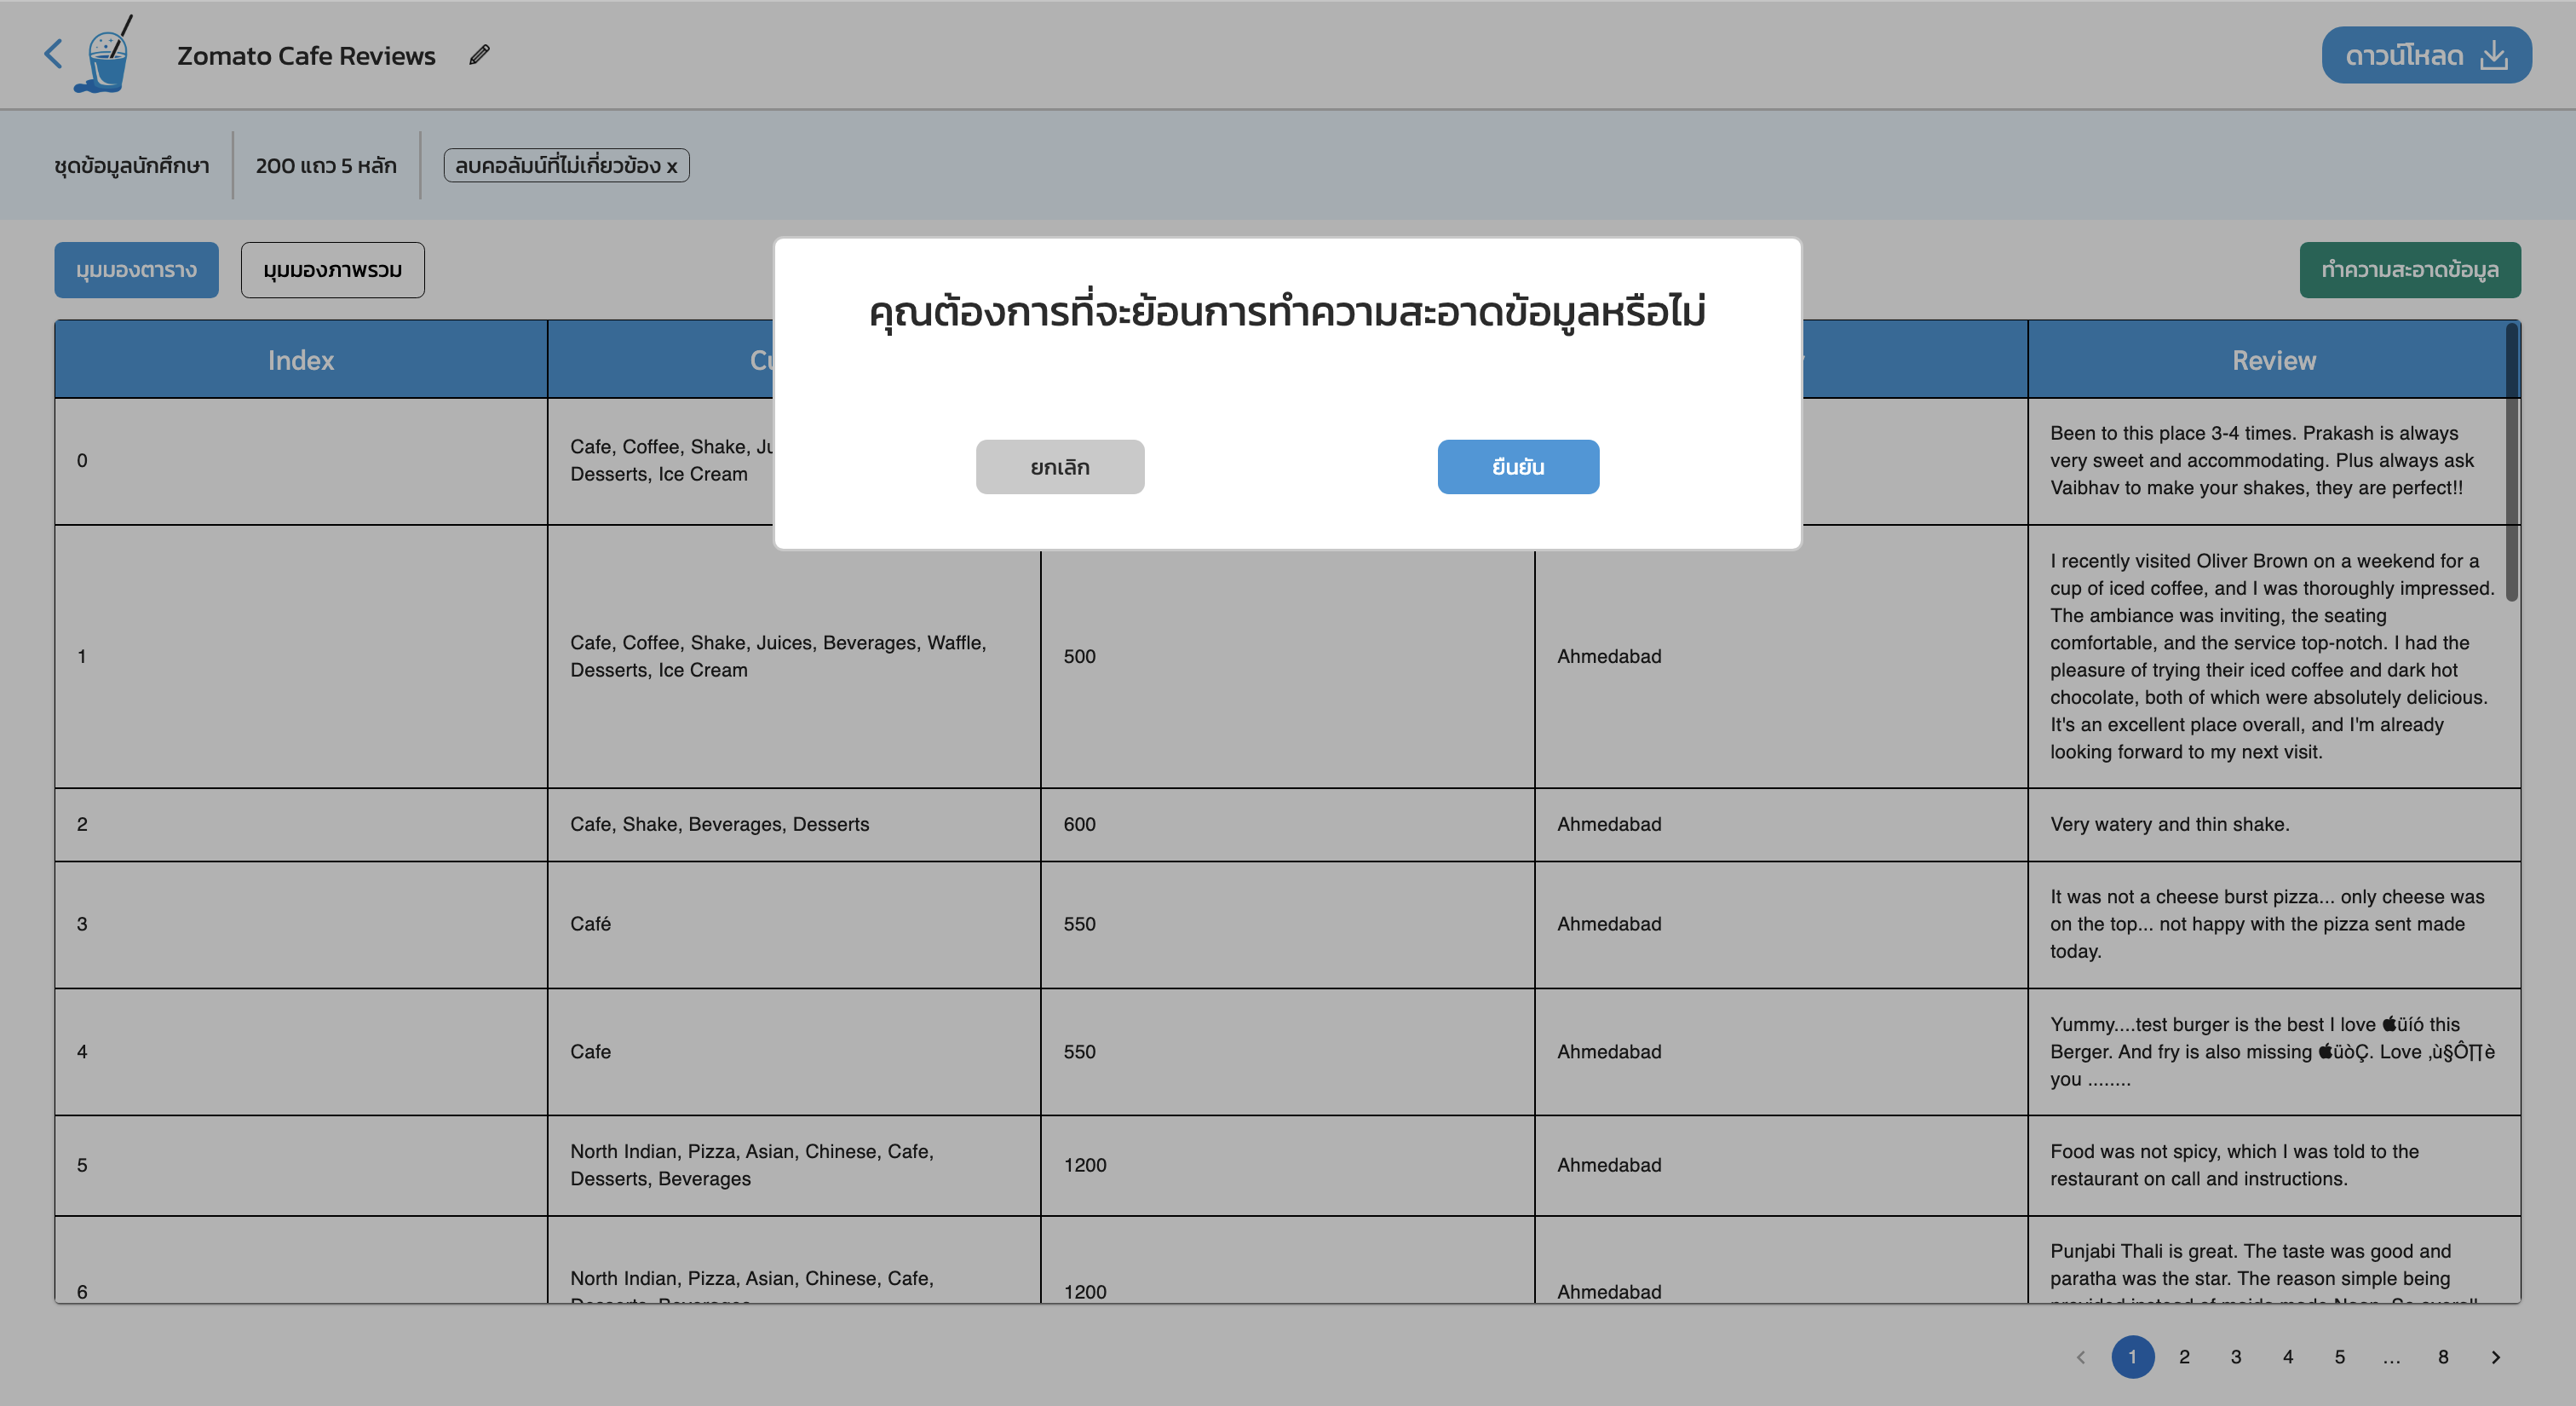 Zomato Cafe Reviews
ดาวน์โหลด
ชุดข้อมูลนักศึกษา
200 แถว 5 หลัก
ลบคอลัมน์ที่ไม่เกี่ยวข้อง x
มุมมองตาราง
มุมมองภาพรวม
ทำความสะอาดข้อมูล
คุณต้องการที่จะย้อนการทำความสะอาดข้อมูลหรือไม่
ยกเลิก
ยืนยัน
Index
Review
0
Cafe, Coffee, Shake,
Desserts, Ice Cream
Been to this place 3-4 times. Prakash is always
very sweet and accommodating. Plus always ask
Vaibhav to make your shakes, they are perfect!!
1
Cafe, Coffee, Shake, Juices, Beverages, Waffle,
Desserts, Ice Cream
500
Ahmedabad
I recently visited Oliver Brown on a weekend for a
cup of iced coffee, and I was thoroughly impressed.
The ambiance was inviting, the seating
comfortable, and the service top-notch. I had the
pleasure of trying their iced coffee and dark hot
chocolate, both of which were absolutely delicious.
It's an excellent place overall, and I'm already
looking forward to my next visit.
2
Cafe, Shake, Beverages, Desserts
600
Ahmedabad
Very watery and thin shake.
3
Café
550
Ahmedabad
It was not a cheese burst pizza... only cheese was
on the top... not happy with the pizza sent made
today.
4
Cafe
550
Ahmedabad
Yummy....test burger is the best I love üíó this
Berger. And fry is also missing üòÇ. Love ‚ù§Ô∏è
you ........
5
North Indian, Pizza, Asian, Chinese, Cafe,
Desserts, Beverages
1200
Ahmedabad
Food was not spicy, which I was told to the
restaurant on call and instructions.
6
North Indian, Pizza, Asian, Chinese, Cafe,
1200
Ahmedabad
Punjabi Thali is great. The taste was good and
paratha was the star. The reason simple being
1 2 3 4 5 ... 8